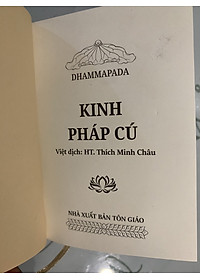 DHAMMAPADA
KINH
PHÁP CÚ
Việt dịch: HT. Thích Minh Châu
NHÀ XUẤT BẢN TÔN GIÁO